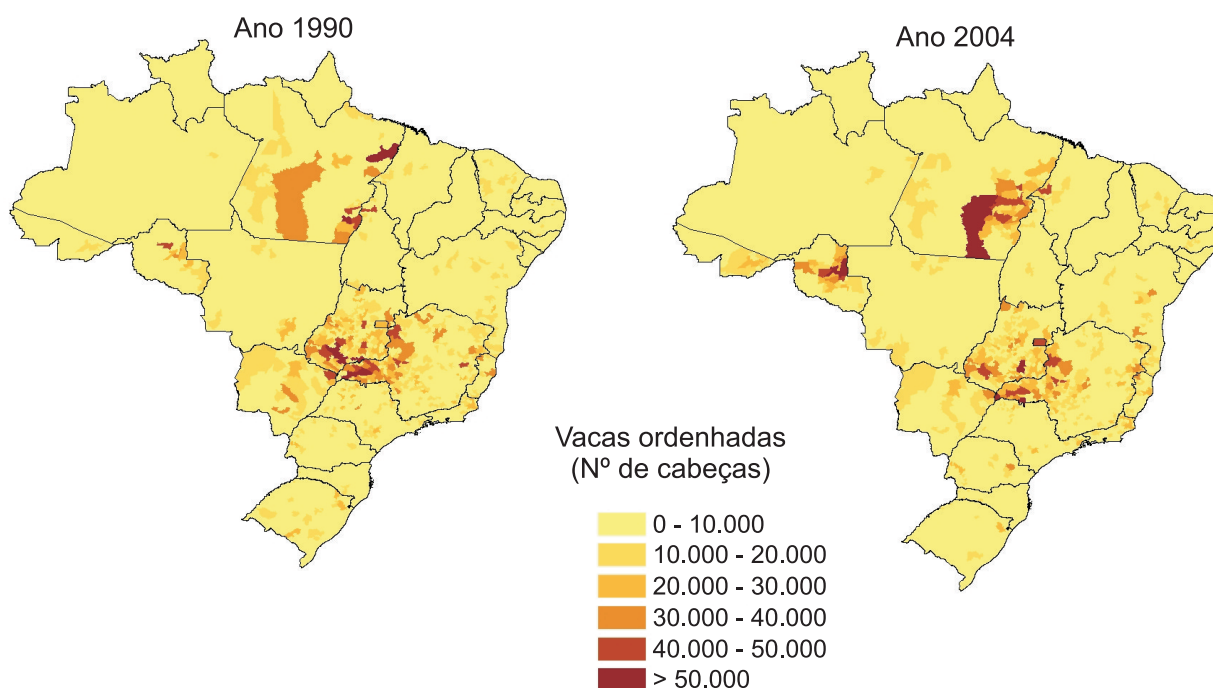 Ano 1990
Ano 2004
Vacas ordenhadas
(Nº de cabeças)
0 - 10.000
10.000 - 20.000
20.000 - 30.000
30.000 - 40.000
40.000 - 50.000
> 50.000